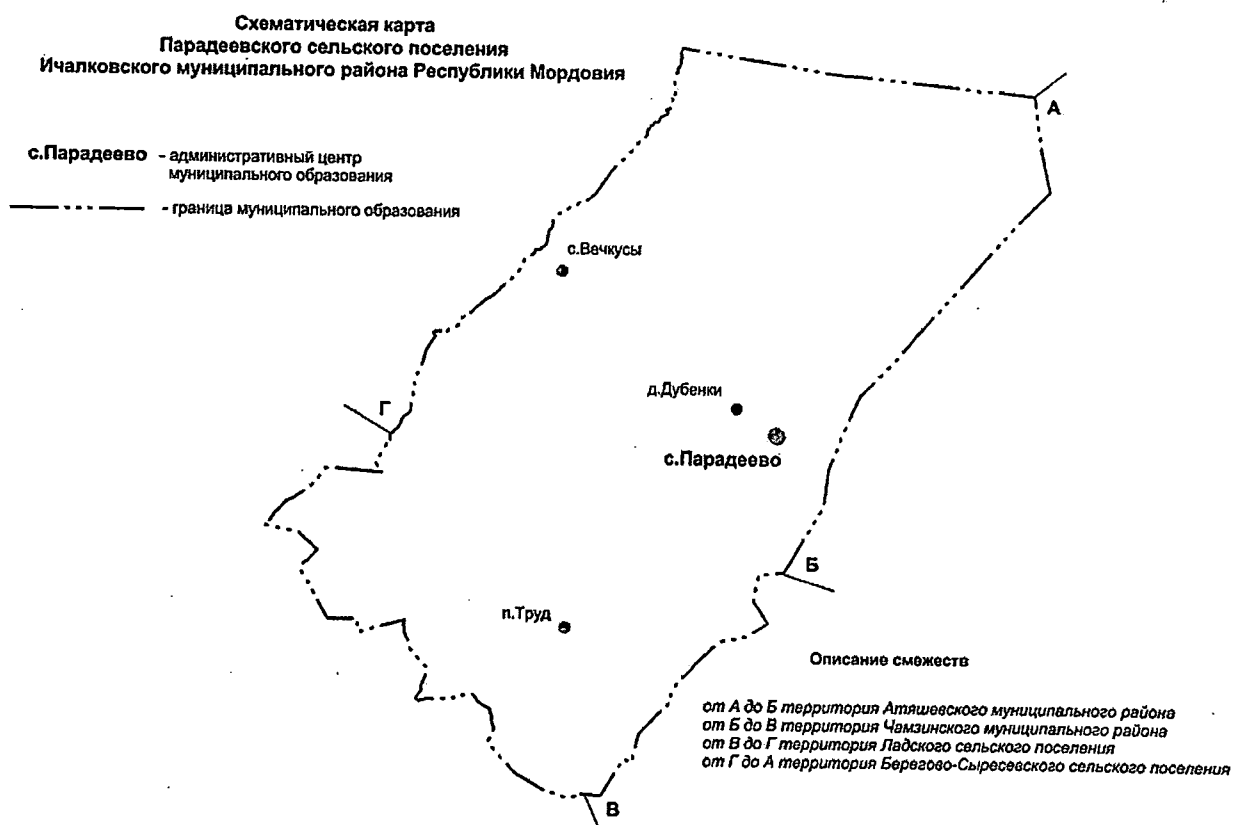 Схематическая карта
Парадеевского сельского поселения
Ичалковского муниципального района Республики Мордовия
А
с.Парадеево - административный центр
муниципального образования
- граница муниципального образования
с.Вечкусы
д.Дубенки
Г
с.Парадеево
Б
п.Труд
Описание смежеств
от А до Б территория Атяшевского муниципального района
от Б до В территория Чамзинского муниципального района
от В до Г территория Ладского сельского поселения
от Г до А территория Берегово-Сыресевского сельского поселения
В